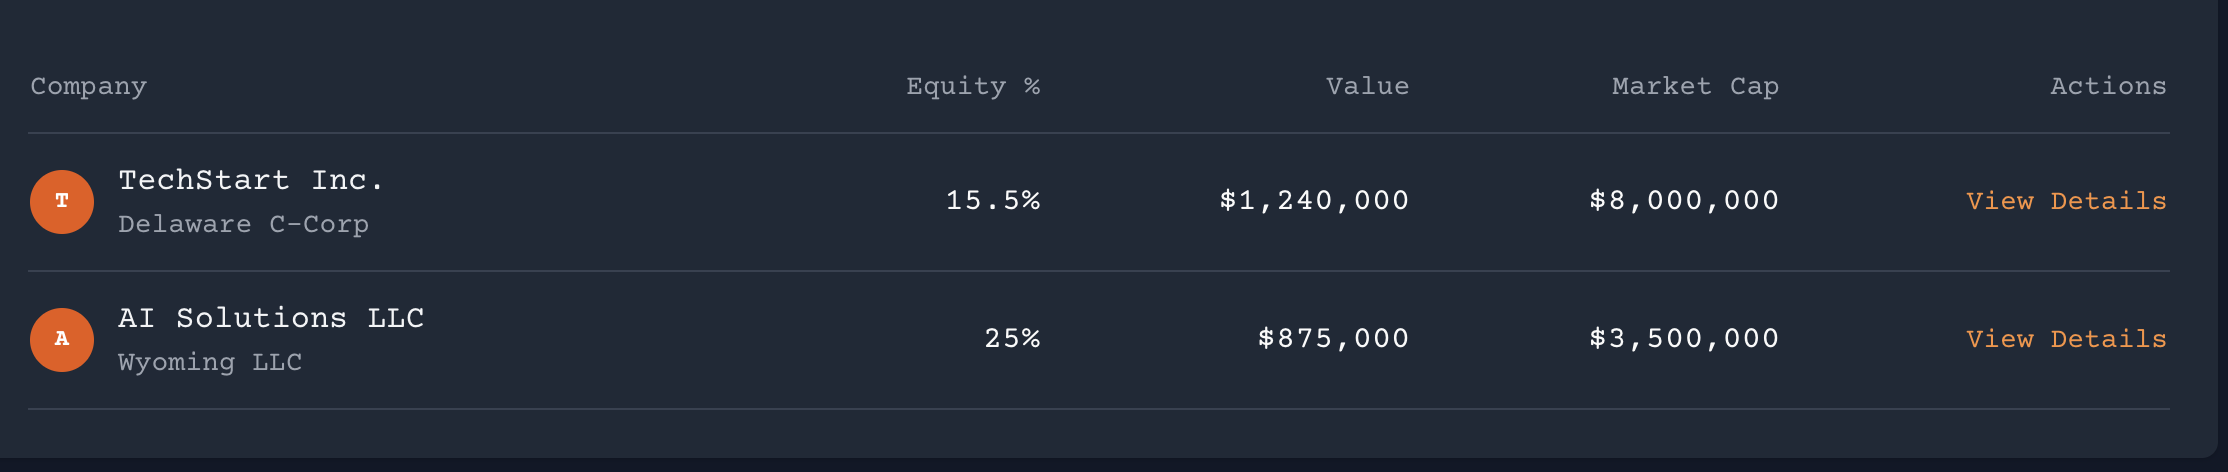 Company Equity % Value Market Cap Actions
T TechStart Inc. 15.5% $1,240,000 $8,000,000 View Details
Delaware C-Corp
A AI Solutions LLC 25% $875,000 $3,500,000 View Details
Wyoming LLC